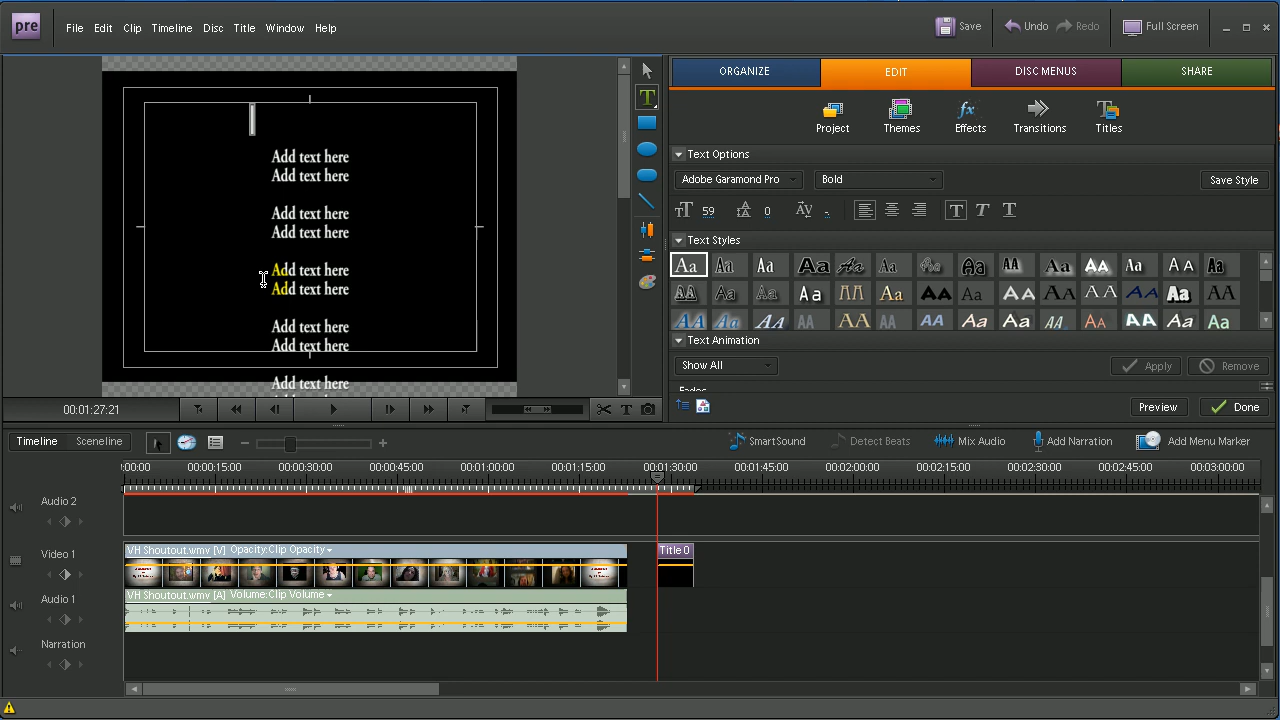 pre
File Edit Clip Timeline Disc Title Window Help
Save Undo Redo Full Screen
ORGANIZE EDIT DISC MENUS SHARE
Project Themes Effects Transitions Titles
Add text here
Add text here
Add text here
Add text here
Add text here
Add text here
Add text here
Add text here
Add text here
Text Options
Adobe Garamond Pro Bold Save Style
59 0 -.
Text Styles
Text Animation
Show All Apply Remove
Preview Done
00:01:27:21
Timeline Sceneline
SmartSound Detect Beats Mix Audio Add Narration Add Menu Marker
:00:00 00:00:15:00 00:00:30:00 00:00:45:00 00:01:00:00 00:01:15:00 00:01:30:00 00:01:45:00 00:02:00:00 00:02:15:00 00:02:30:00 00:02:45:00 00:03:00:00
Audio 2
Video 1
VH Shoutout.wmv [V] Opacity:Clip Opacity
Title 0
Audio 1
VH Shoutout.wmv [A] Volume:Clip Volume
Narration